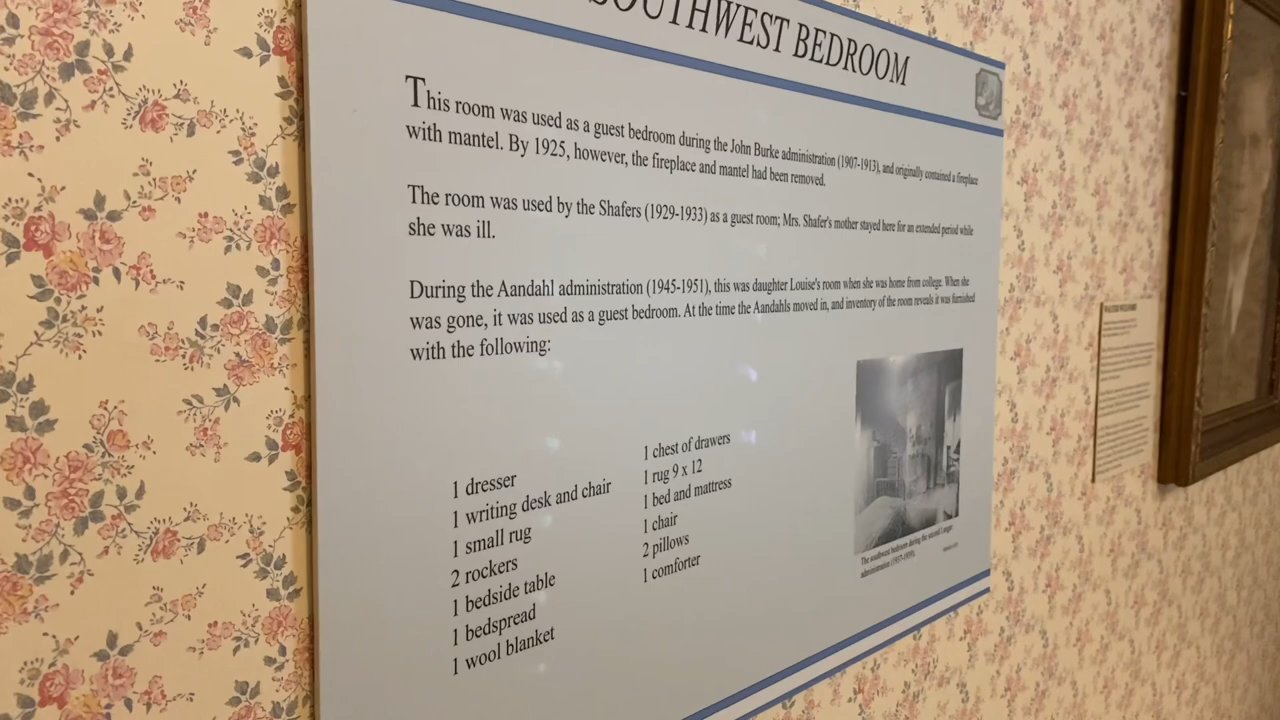 SOUTHWEST BEDROOM
This room was used as a guest bedroom during the John Burke administration (1907-1913), and originally contained a fireplace
with mantel. By 1925, however, the fireplace and mantel had been removed.
The room was used by the Shafers (1929-1933) as a guest room; Mrs. Shafer's mother stayed here for an extended period while
she was ill.
During the Aandahl administration (1945-1951), this was daughter Louise's room when she was home from college. When she
was gone, it was used as a guest bedroom. At the time the Aandahls moved in, and inventory of the room reveals it was furnished
with the following:
1 dresser
1 writing desk and chair
1 small rug
2 rockers
1 bedside table
1 bedspread
1 wool blanket
1 chest of drawers
1 rug 9 x 12
1 bed and mattress
1 chair
2 pillows
1 comforter
The southwest bedroom during the second Langer
administration (1937-1939).